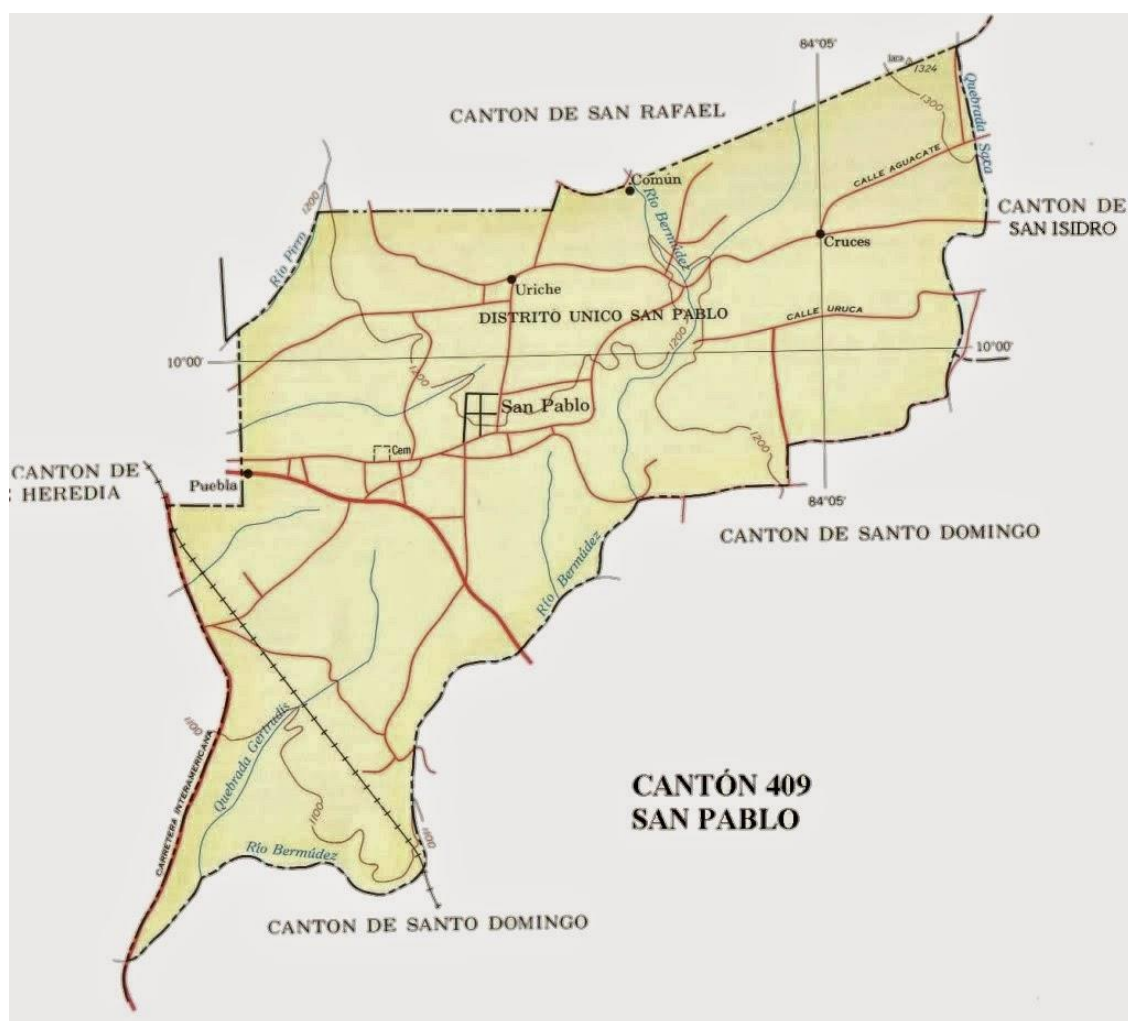 84°05'
1324
1300
Quebrada Saca
CANTON DE SAN RAFAEL
CALLE AGUACATE
Común
1200
Río Bermúdez
CANTON DE
SAN ISIDRO
Río Pirro
Cruces
Uriche
DISTRITO UNICO SAN PABLO
CALLE URUCA
1200
10°00'
10°00'
1200
San Pablo
1200
Cem
CANTON DE
HEREDIA
Puebla
84°05'
CANTON DE SANTO DOMINGO
Río Bermúdez
1100
Quebrada Gertrudis
CARRETERA INTERAMERICANA
CANTÓN 409
SAN PABLO
1100
1100
Río Bermúdez
CANTON DE SANTO DOMINGO